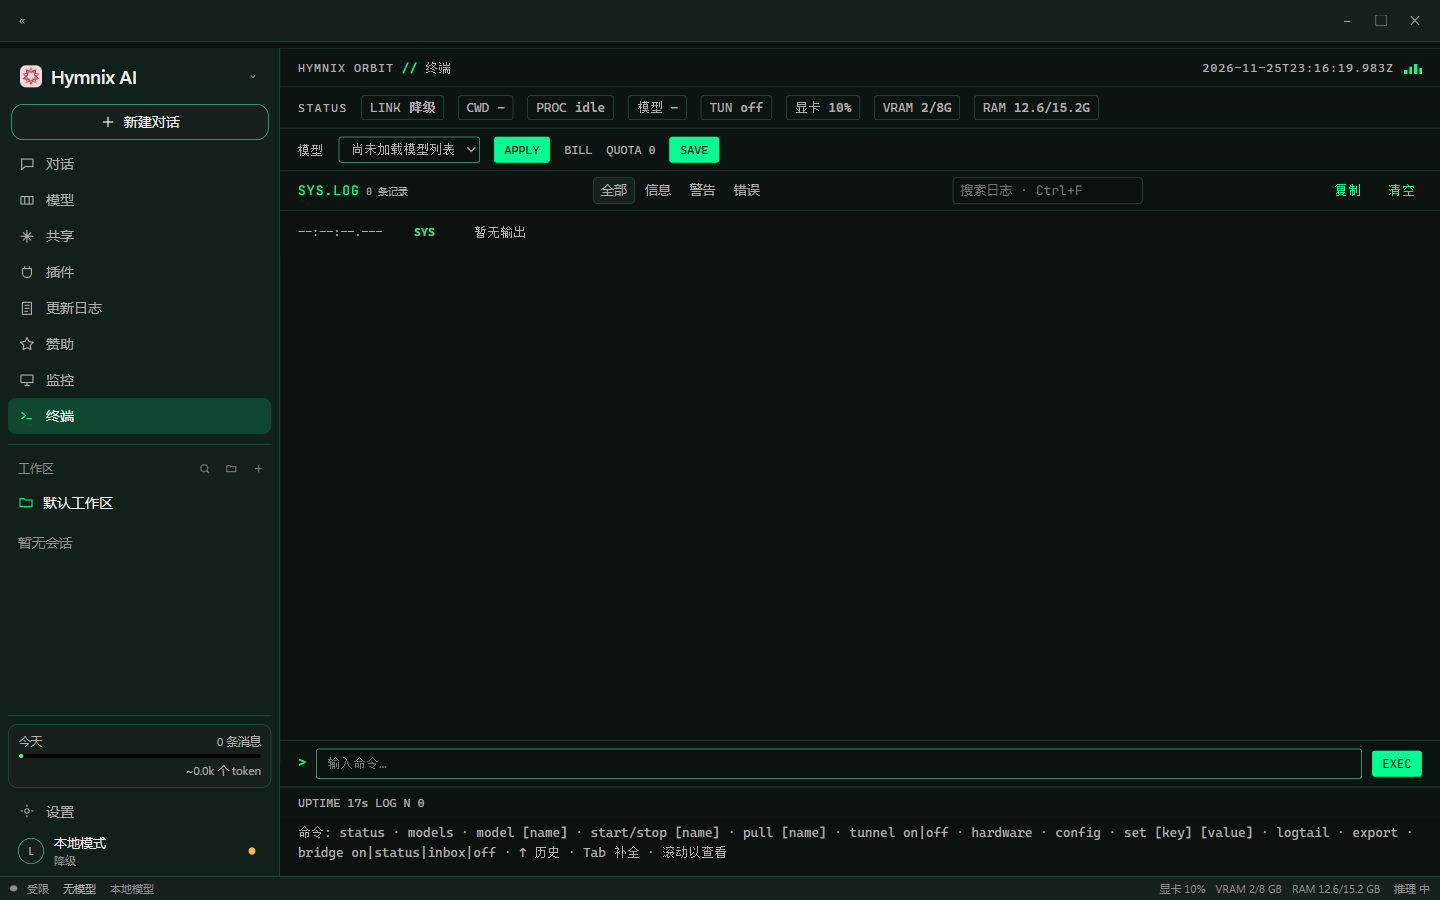 «
Hymnix AI
+ 新建对话
对话
模型
共享
插件
更新日志
赞助
监控
终端
工作区
默认工作区
暂无会话
今天 0 条消息
~0.0k 个 token
设置
L 本地模式
降级
HYMNIX ORBIT // 终端 2026-11-25T23:16:19.983Z
STATUS LINK 降级 CWD — PROC idle 模型 — TUN off 显卡 10% VRAM 2/8G RAM 12.6/15.2G
模型 尚未加载模型列表 APPLY BILL QUOTA 0 SAVE
SYS.LOG 0 条记录 全部 信息 警告 错误 搜索日志 · Ctrl+F 复制 清空
--:--:--.--- SYS 暂无输出
> 输入命令… EXEC
UPTIME 17s LOG N 0
命令: status · models · model [name] · start/stop [name] · pull [name] · tunnel on|off · hardware · config · set [key] [value] · logtail · export ·
bridge on|status|inbox|off · ↑ 历史 · Tab 补全 · 滚动以查看
受限 无模型 本地模型 显卡 10% VRAM 2/8 GB RAM 12.6/15.2 GB 推理 中